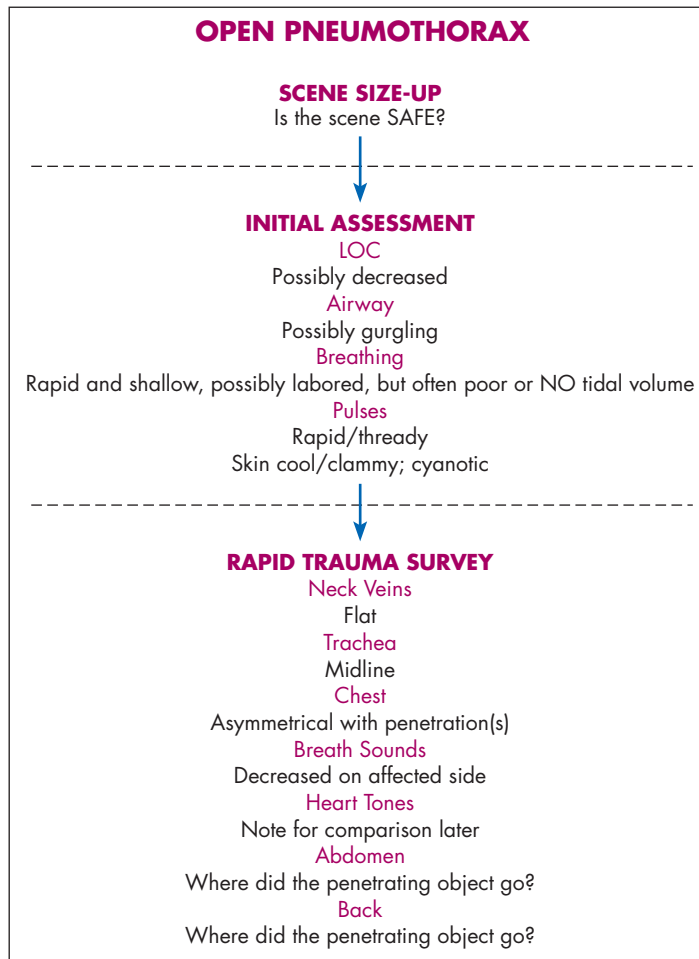 OPEN PNEUMOTHORAX
SCENE SIZE-UP
Is the scene SAFE?
INITIAL ASSESSMENT
LOC
Possibly decreased
Airway
Possibly gurgling
Breathing
Rapid and shallow, possibly labored, but often poor or NO tidal volume
Pulses
Rapid/thready
Skin cool/clammy; cyanotic
RAPID TRAUMA SURVEY
Neck Veins
Flat
Trachea
Midline
Chest
Asymmetrical with penetration(s)
Breath Sounds
Decreased on affected side
Heart Tones
Note for comparison later
Abdomen
Where did the penetrating object go?
Back
Where did the penetrating object go?